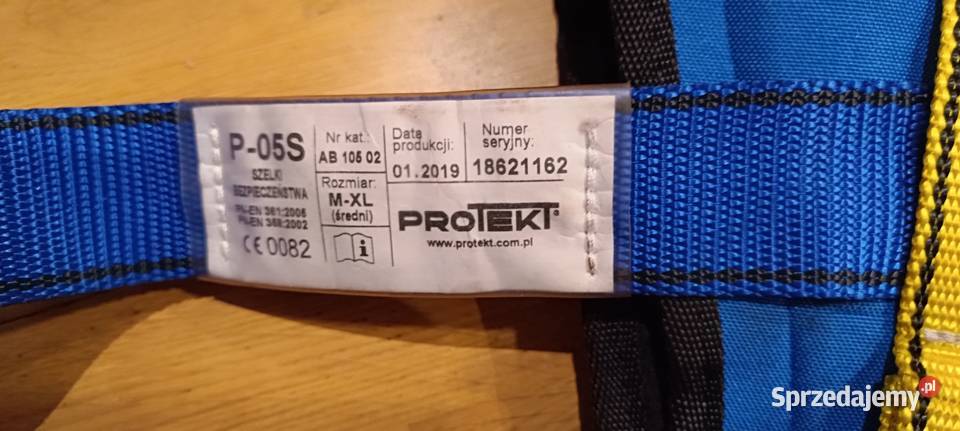 P-05S
SZELKI
BEZPIECZEŃSTWA
PN-EN 361:2005
PN-EN 358:2002
CE 0082
Nr kat.:
AB 105 02
Rozmiar:
M-XL
(średni)
i
Data
produkcji:
01.2019
Numer
seryjny:
18621162
PROTEKT®
www.protekt.com.pl
Sprzedajemy.pl